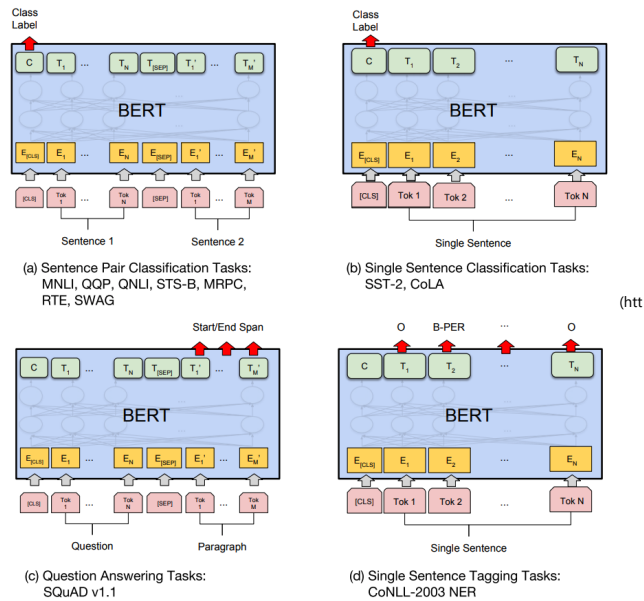 Class
Label
C T1 ... TN T[SEP] T1' ... TM'
BERT
E[CLS] E1 ... EN E[SEP] E1' ... EM'
[CLS] Tok 1 ... Tok N [SEP] Tok 1 ... Tok M
Sentence 1 Sentence 2
(a) Sentence Pair Classification Tasks:
MNLI, QQP, QNLI, STS-B, MRPC,
RTE, SWAG
Class
Label
C T1 T2 ... TN
BERT
E[CLS] E1 E2 ... EN
[CLS] Tok 1 Tok 2 ... Tok N
Single Sentence
(b) Single Sentence Classification Tasks:
SST-2, CoLA
(htt
Start/End Span
C T1 ... TN T[SEP] T1' ... TM'
BERT
E[CLS] E1 ... EN E[SEP] E1' ... EM'
[CLS] Tok 1 ... Tok N [SEP] Tok 1 ... Tok M
Question Paragraph
(c) Question Answering Tasks:
SQuAD v1.1
O B-PER ... O
C T1 T2 ... TN
BERT
E[CLS] E1 E2 ... EN
[CLS] Tok 1 Tok 2 ... Tok N
Single Sentence
(d) Single Sentence Tagging Tasks:
CoNLL-2003 NER